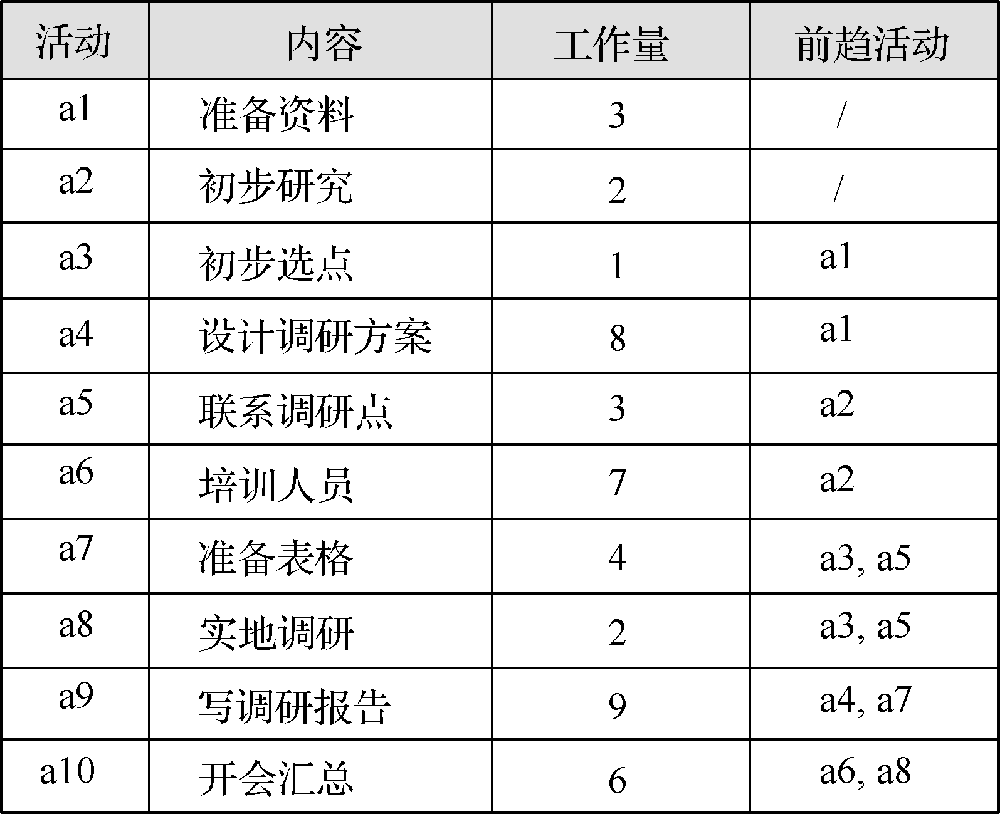 活动 内容 工作量 前趋活动
a1 准备资料 3 /
a2 初步研究 2 /
a3 初步选点 1 a1
a4 设计调研方案 8 a1
a5 联系调研点 3 a2
a6 培训人员 7 a2
a7 准备表格 4 a3, a5
a8 实地调研 2 a3, a5
a9 写调研报告 9 a4, a7
a10 开会汇总 6 a6, a8